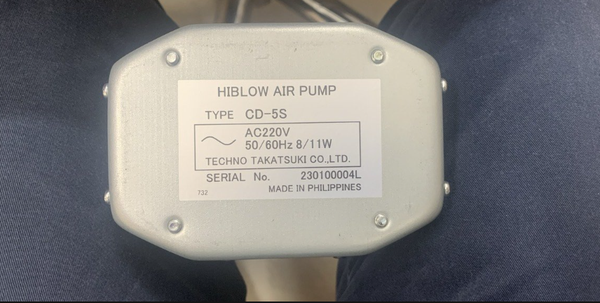 HIBLOW AIR PUMP
TYPE CD-5S
AC220V
50/60Hz 8/11W
TECHNO TAKATSUKI CO.,LTD.
SERIAL No. 230100004L
MADE IN PHILIPPINES
732